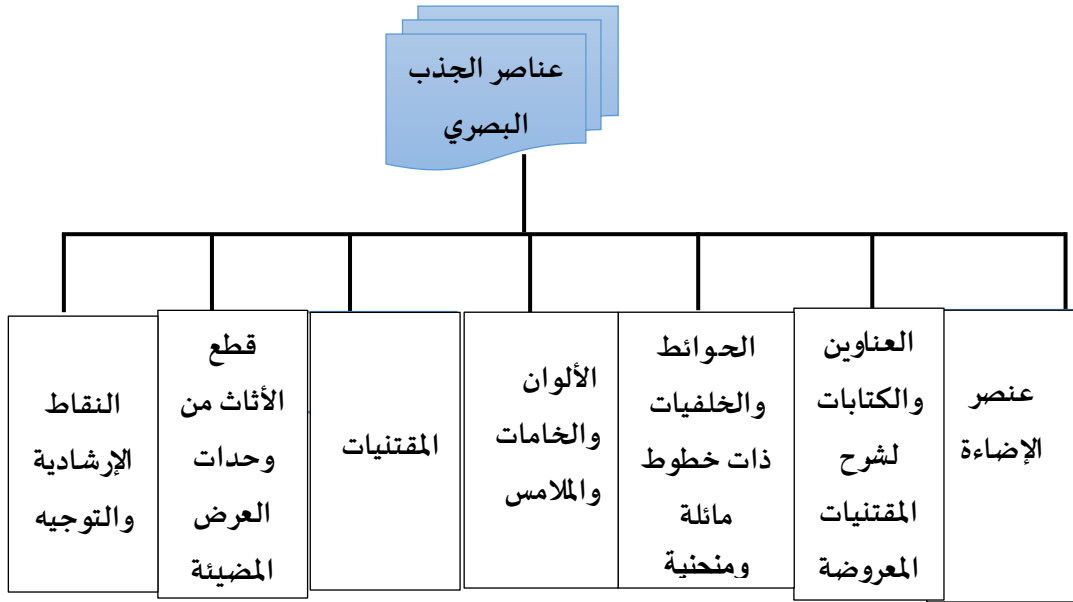 عناصر الجذب
البصري
عنصر
الإضاءة
العناوين
والكتابات
لشرح
المقتنيات
المعروضة
الحوائط
والخلفيات
ذات خطوط
مائلة
ومنحنية
الألوان
والخامات
والملامس
المقتنيات
قطع
الأثاث من
وحدات
العرض
المضيئة
النقاط
الإرشادية
والتوجيه